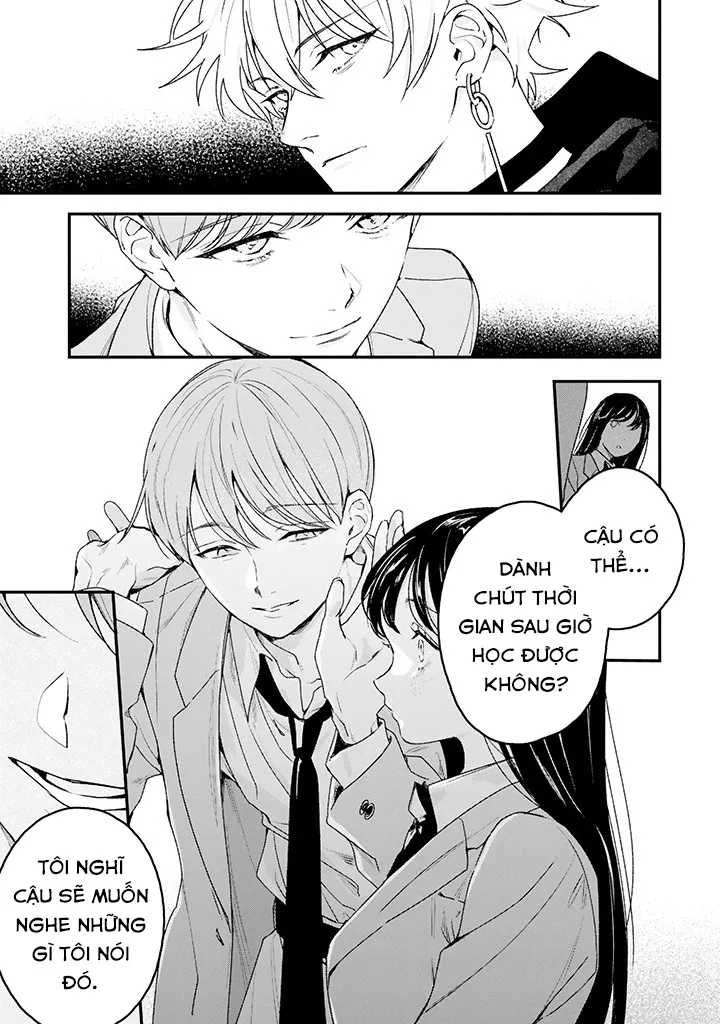 CẬU CÓ
THỂ...
DÀNH
CHÚT THỜI
GIAN SAU GIỜ
HỌC ĐƯỢC
KHÔNG?
TÔI NGHĨ
CẬU SẼ MUỐN
NGHE NHỮNG
GÌ TÔI NÓI
ĐÓ.